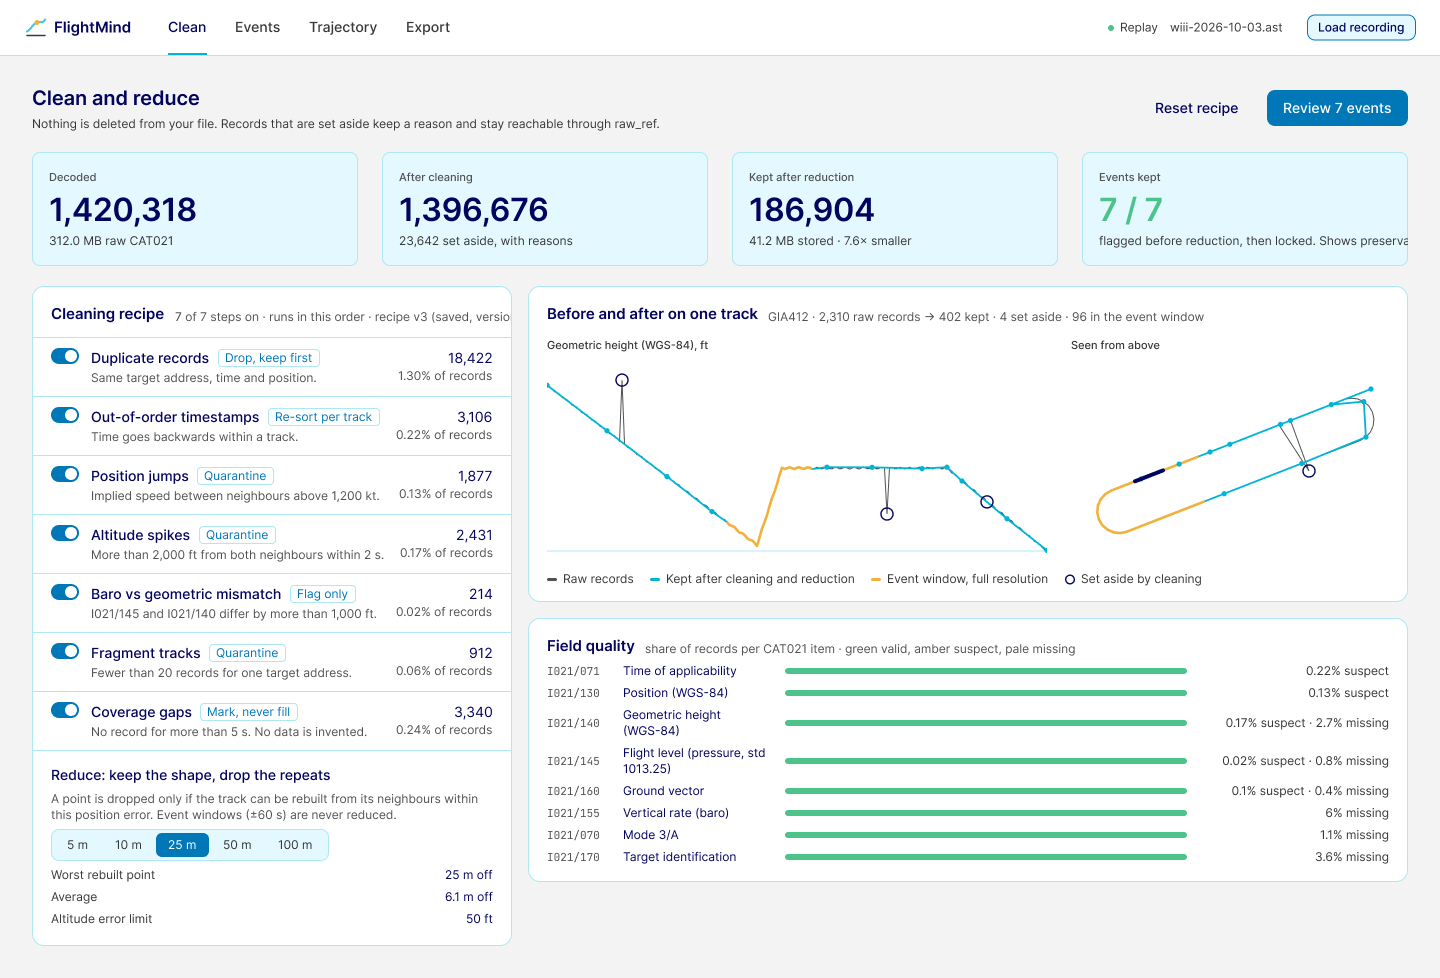 FlightMind
Clean
Events
Trajectory
Export
Replay
wiii-2026-10-03.ast
Load recording
Clean and reduce
Nothing is deleted from your file. Records that are set aside keep a reason and stay reachable through raw_ref.
Reset recipe
Review 7 events
Decoded
1,420,318
312.0 MB raw CAT021
After cleaning
1,396,676
23,642 set aside, with reasons
Kept after reduction
186,904
41.2 MB stored · 7.6× smaller
Events kept
7 / 7
flagged before reduction, then locked. Shows preserva
Cleaning recipe
7 of 7 steps on · runs in this order · recipe v3 (saved, versio
Duplicate records
Drop, keep first
18,422
Same target address, time and position.
1.30% of records
Out-of-order timestamps
Re-sort per track
3,106
Time goes backwards within a track.
0.22% of records
Position jumps
Quarantine
1,877
Implied speed between neighbours above 1,200 kt.
0.13% of records
Altitude spikes
Quarantine
2,431
More than 2,000 ft from both neighbours within 2 s.
0.17% of records
Baro vs geometric mismatch
Flag only
214
I021/145 and I021/140 differ by more than 1,000 ft.
0.02% of records
Fragment tracks
Quarantine
912
Fewer than 20 records for one target address.
0.06% of records
Coverage gaps
Mark, never fill
3,340
No record for more than 5 s. No data is invented.
0.24% of records
Reduce: keep the shape, drop the repeats
A point is dropped only if the track can be rebuilt from its neighbours within
this position error. Event windows (±60 s) are never reduced.
5 m
10 m
25 m
50 m
100 m
Worst rebuilt point
25 m off
Average
6.1 m off
Altitude error limit
50 ft
Before and after on one track
GIA412 · 2,310 raw records → 402 kept · 4 set aside · 96 in the event window
Geometric height (WGS-84), ft
Seen from above
Raw records
Kept after cleaning and reduction
Event window, full resolution
Set aside by cleaning
Field quality
share of records per CAT021 item · green valid, amber suspect, pale missing
I021/071
Time of applicability
0.22% suspect
I021/130
Position (WGS-84)
0.13% suspect
I021/140
Geometric height
(WGS-84)
0.17% suspect · 2.7% missing
I021/145
Flight level (pressure, std
1013.25)
0.02% suspect · 0.8% missing
I021/160
Ground vector
0.1% suspect · 0.4% missing
I021/155
Vertical rate (baro)
6% missing
I021/070
Mode 3/A
1.1% missing
I021/170
Target identification
3.6% missing